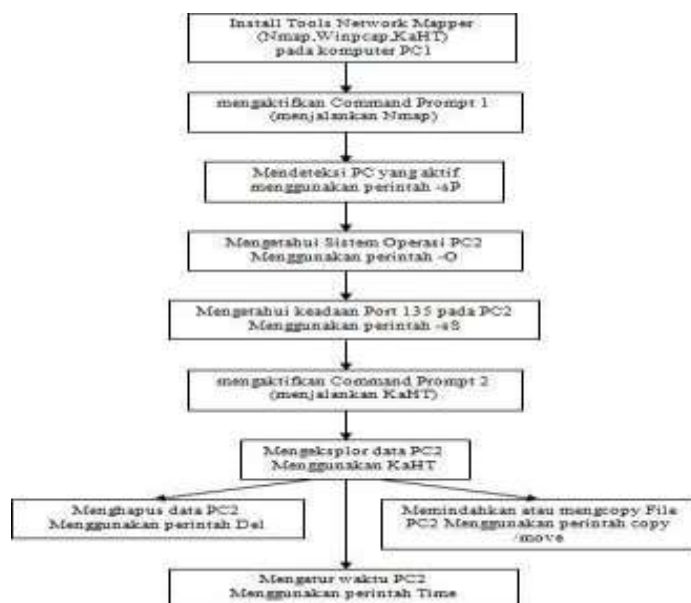 Install Tools Network Mapper
(Nmap,Winpcap,KaHT)
pada komputer PC1
mengaktifkan Command Prompt 1
(menjalankan Nmap)
Mendeteksi PC yang aktif
menggunakan perintah -sP
Mengetahui Sistem Operasi PC2
Menggunakan perintah -O
Mengetahui keadaan Port 135 pada PC2
Menggunakan perintah -sS
mengaktifkan Command Prompt 2
(menjalankan KaHT)
Mengeksplor data PC2
Menggunakan KaHT
Menghapus data PC2
Menggunakan perintah Del
Memindahkan atau mengcopy File
PC2 Menggunakan perintah copy
/move
Mengatur waktu PC2
Menggunakan perintah Time